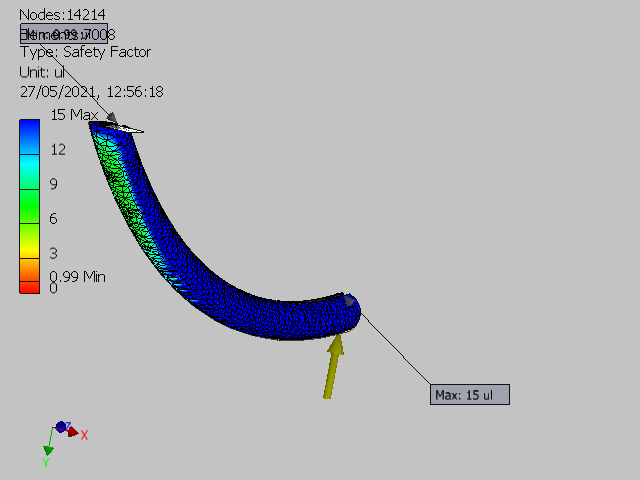 Nodes:14214
Min: 0.99 ul
Elements:7008
Type: Safety Factor
Unit: ul
27/05/2021, 12:56:18
15 Max
12
9
6
3
0.99 Min
0
Max: 15 ul
Z
X
Y